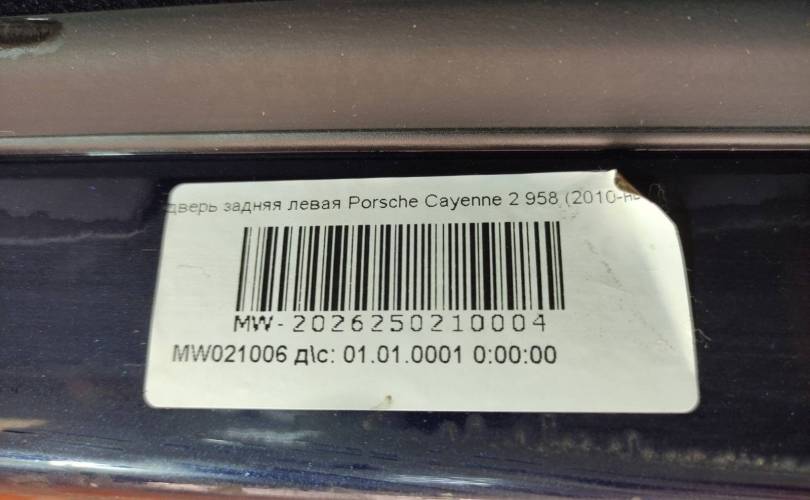 дверь задняя левая Porsche Cayenne 2 958 (2010-
MW-2026250210004
MW021006 д\с: 01.01.0001 0:00:00